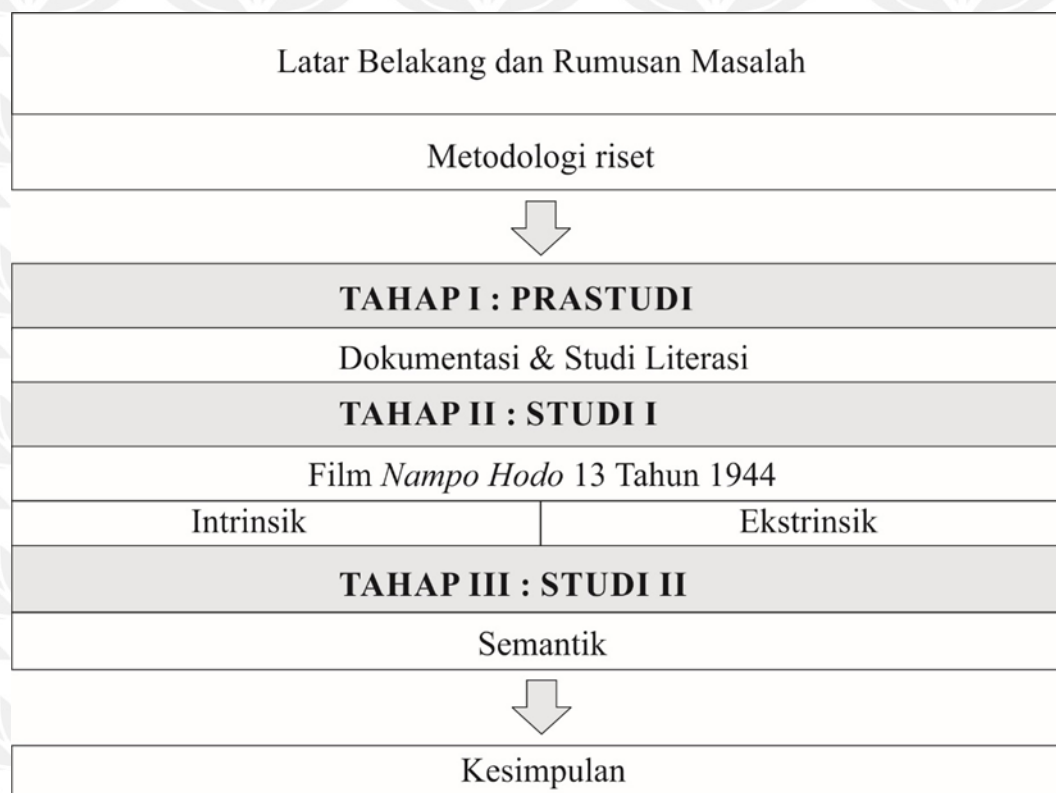 Latar Belakang dan Rumusan Masalah
Metodologi riset
TAHAP I : PRASTUDI
Dokumentasi & Studi Literasi
TAHAP II : STUDI I
Film Nampo Hodo 13 Tahun 1944
Intrinsik
Ekstrinsik
TAHAP III : STUDI II
Semantik
Kesimpulan